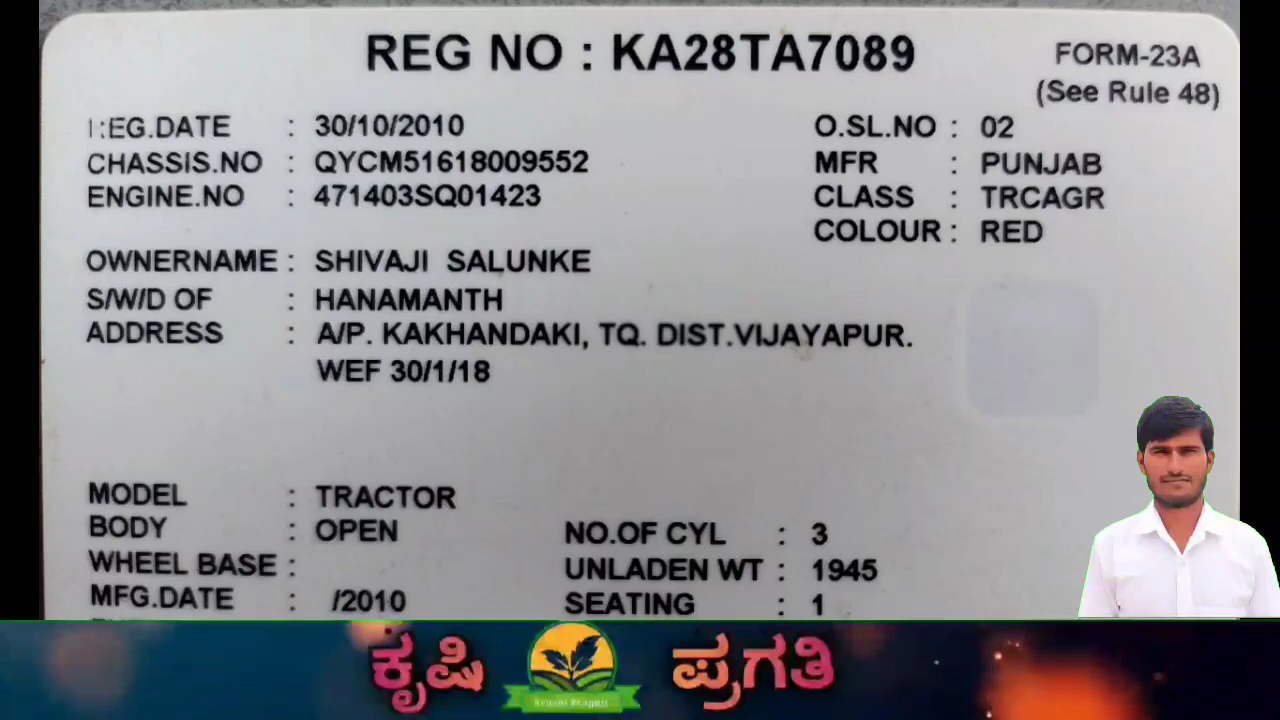 REG NO : KA28TA7089
FORM-23A
(See Rule 48)
REG.DATE : 30/10/2010
O.SL.NO : 02
CHASSIS.NO : QYCM51618009552
MFR : PUNJAB
ENGINE.NO : 471403SQ01423
CLASS : TRCAGR
COLOUR : RED
OWNERNAME : SHIVAJI SALUNKE
S/W/D OF : HANAMANTH
ADDRESS : A/P. KAKHANDAKI, TQ. DIST.VIJAYAPUR.
WEF 30/1/18
MODEL : TRACTOR
BODY : OPEN
NO.OF CYL : 3
WHEEL BASE :
UNLADEN WT : 1945
MFG.DATE : /2010
SEATING : 1
ಕೃಷಿ ಪ್ರಗತಿ